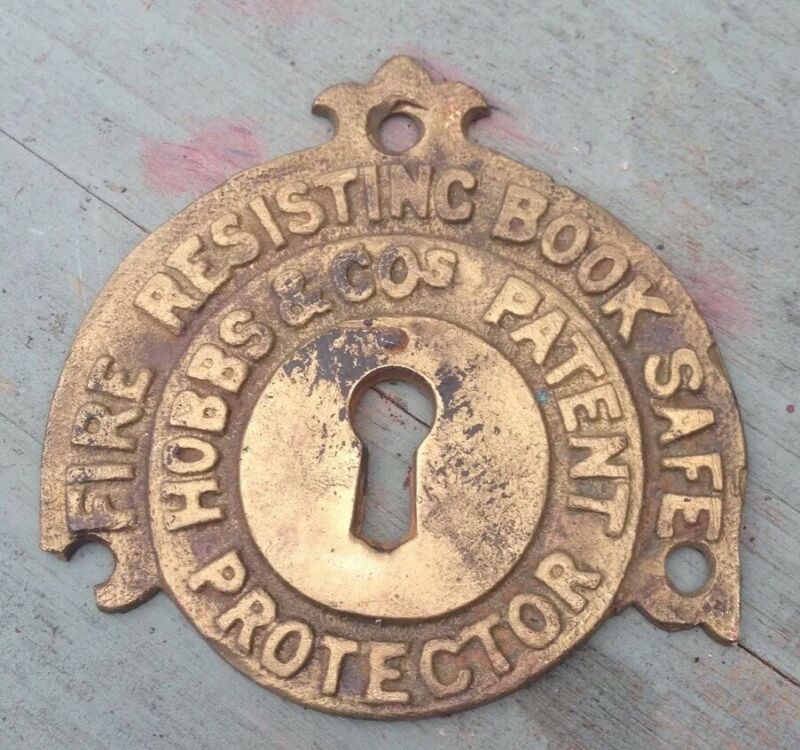 FIRE RESISTING BOOK SAFE
HOBBS & COS PATENT
PROTECTOR